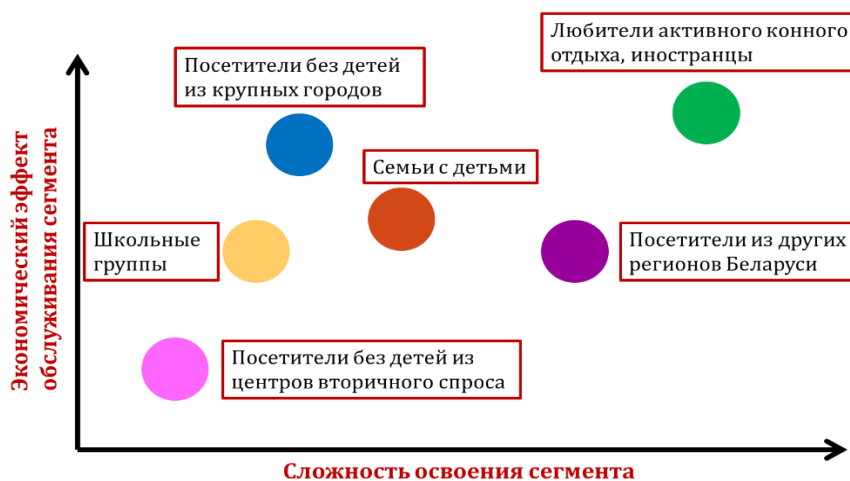 Любители активного конного
отдыха, иностранцы
Посетители без детей
из крупных городов
Семьи с детьми
Школьные
группы
Посетители из других
регионов Беларуси
Посетители без детей из
центров вторичного спроса
Экономический эффект
обслуживания сегмента
Сложность освоения сегмента